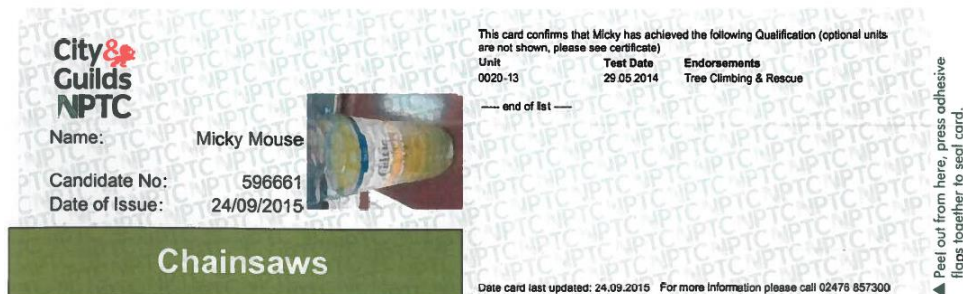 City&
Guilds
NPTC
Name: Micky Mouse
Candidate No: 596661
Date of Issue: 24/09/2015
Chainsaws
This card confirms that Micky has achieved the following Qualification (optional units
are not shown, please see certificate)
Unit Test Date Endorsements
0020-13 29.05.2014 Tree Climbing & Rescue
---- end of list ----
Date card last updated: 24.09.2015 For more information please call 02476 857300
▲ Peel out from here, press adhesive
flaps together to seal card.